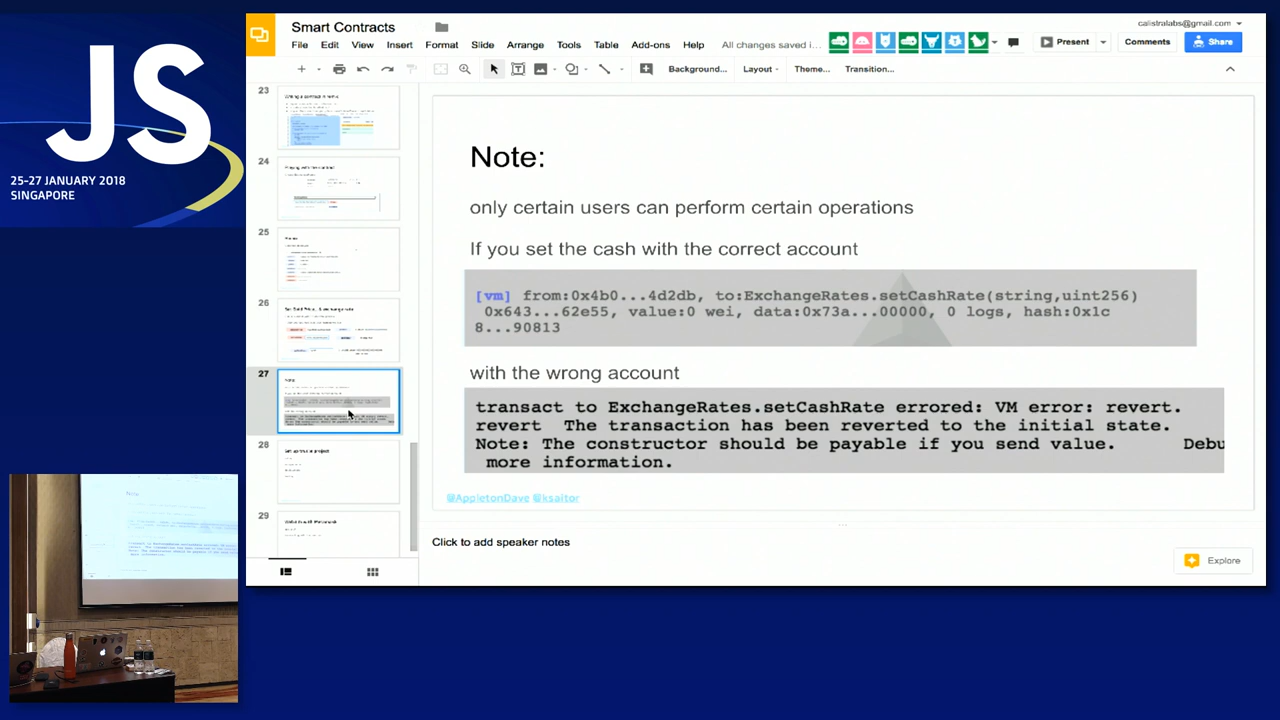 JS
25-27 JANUARY 2018
SINGAPORE
Smart Contracts
calistralabs@gmail.com
File Edit View Insert Format Slide Arrange Tools Table Add-ons Help All changes saved i...
Present
Comments
Share
Background... Layout Theme... Transition...
23
24
Playing with the contract
25
26
27
Note:
28
29
Note:
only certain users can perform certain operations
If you set the cash with the correct account
[vm] from:0x4b0...4d2db, to:ExchangeRates.setCashRate(string,uint256)
0x643...62e55, value:0 wei, data:0x73a...00000, 0 logs, hash:0x1c
8...90813
with the wrong account
transact to ExchangeRates.setCashRate errored: VM error: revert.
revert The transaction has been reverted to the initial state.
Note: The constructor should be payable if you send value. Debu
more information.
@AppletonDave @ksaitor
Click to add speaker notes
Explore